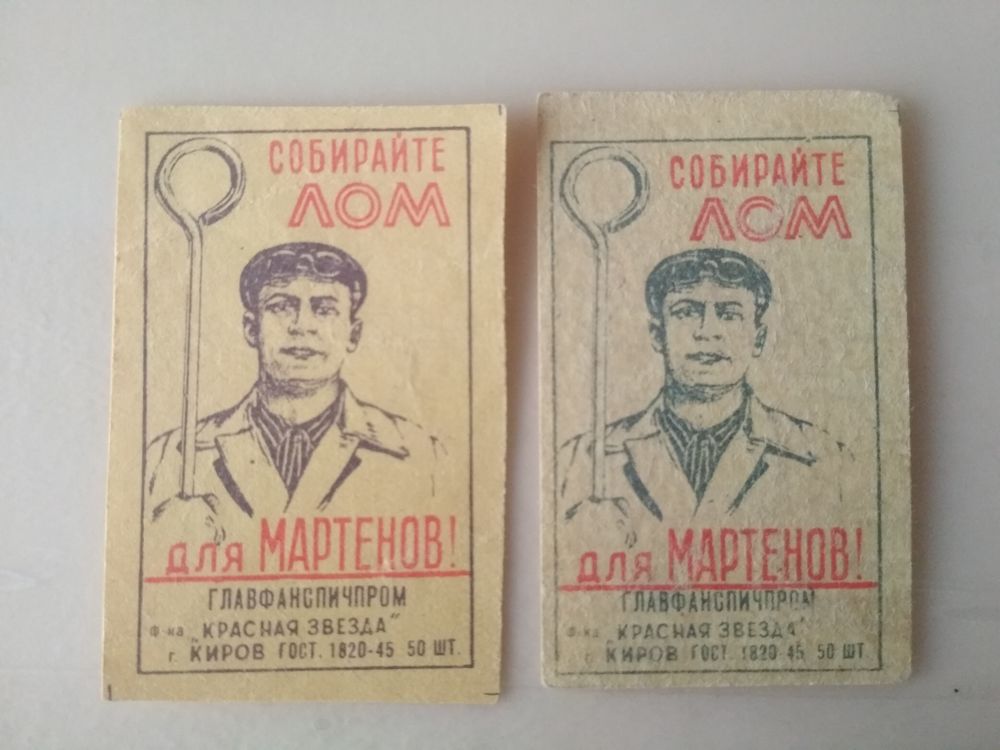 СОБИРАЙТЕ
ЛОМ
для МАРТЕНОВ!
ГЛАВФАНСПИЧПРОМ
Ф-ка "КРАСНАЯ ЗВЕЗДА"
г. КИРОВ ГОСТ. 1820-45 50 ШТ.
СОБИРАЙТЕ
ЛОМ
для МАРТЕНОВ!
ГЛАВФАНСПИЧПРОМ
Ф-ка "КРАСНАЯ ЗВЕЗДА"
г. КИРОВ ГОСТ. 1820-45 50 ШТ.